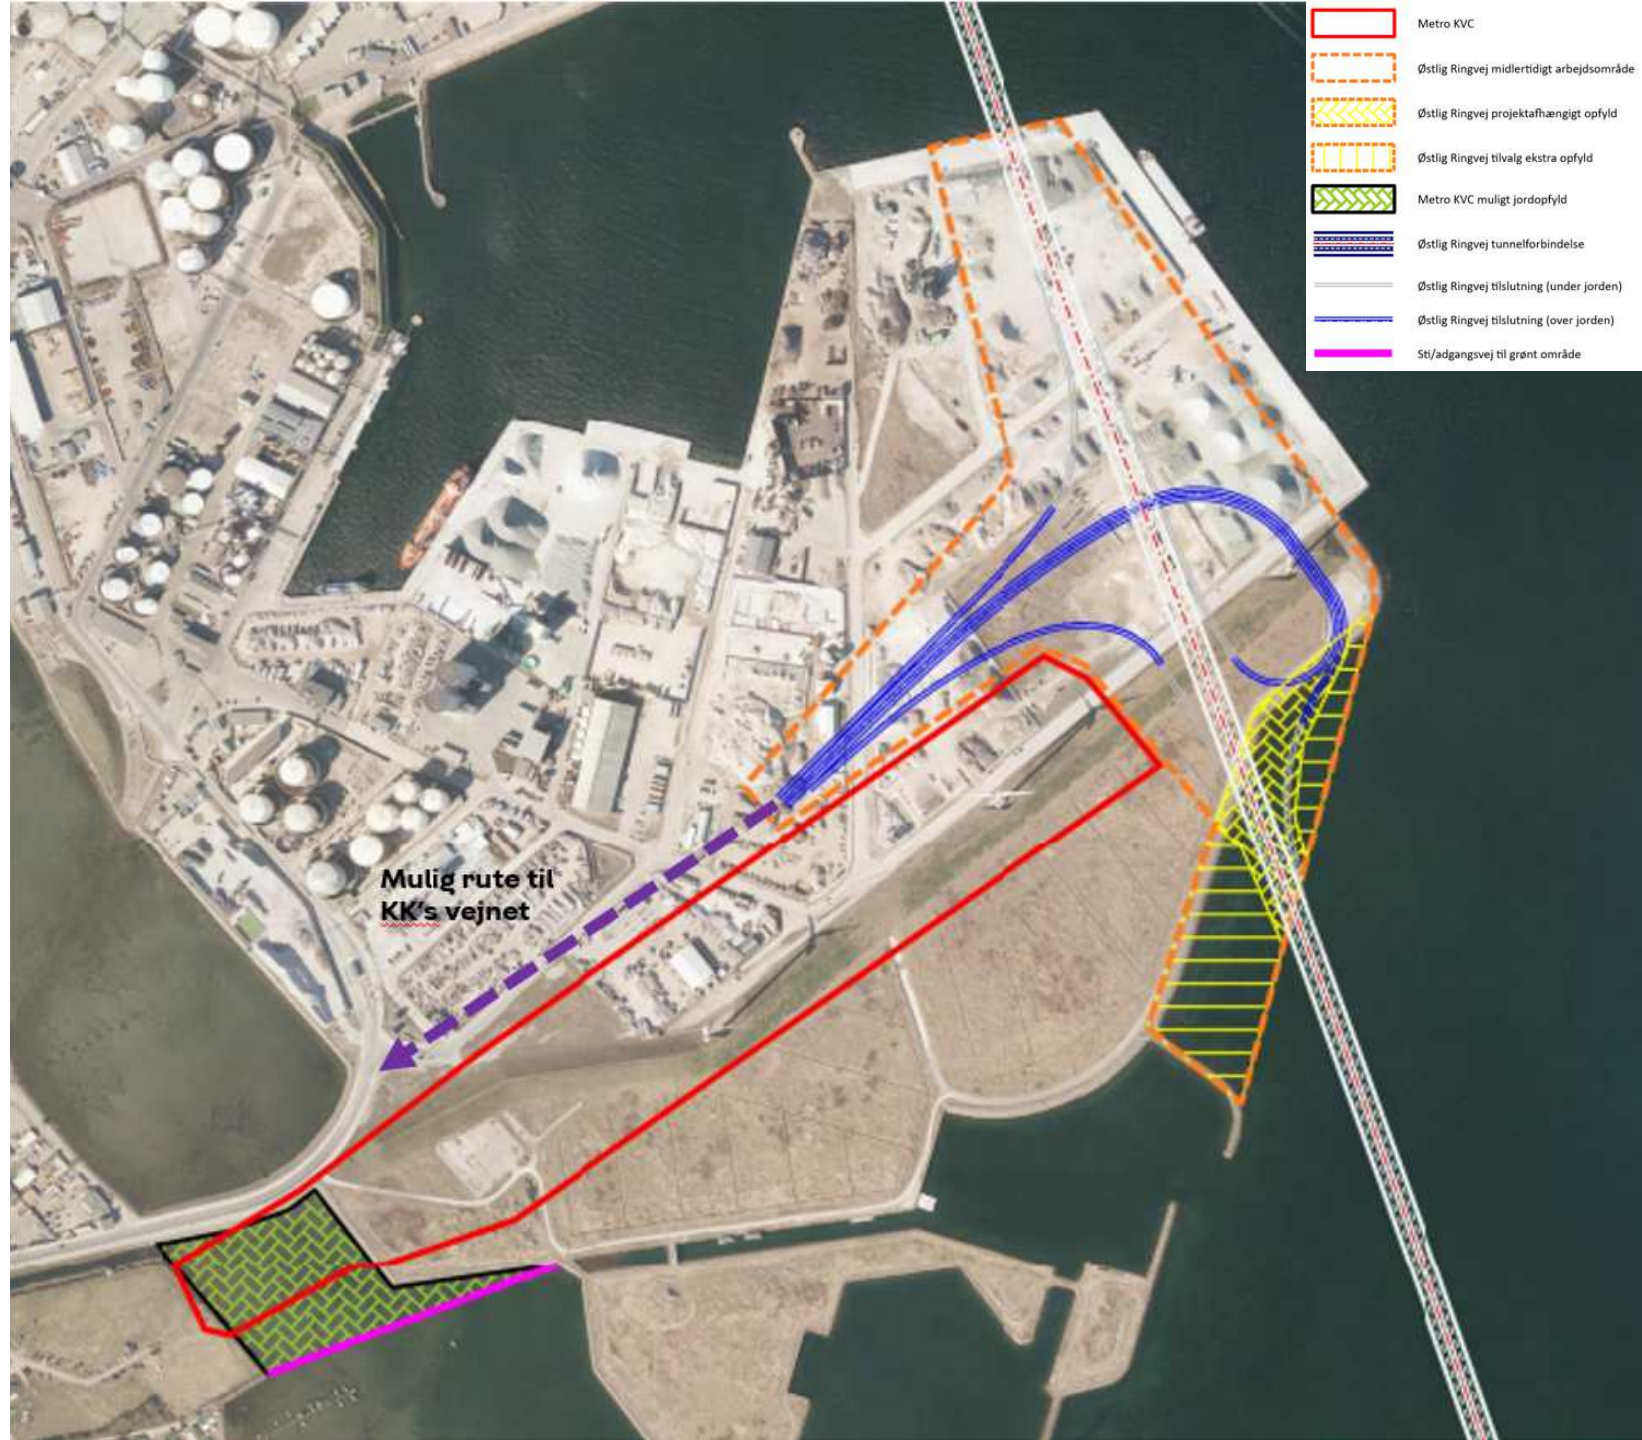 Metro KVC
Østlig Ringvej midlertidigt arbejdsområde
Østlig Ringvej projektafhængigt opfyld
Østlig Ringvej tilvalg ekstra opfyld
Metro KVC muligt jordopfyld
Østlig Ringvej tunnelforbindelse
Østlig Ringvej tilslutning (under jorden)
Østlig Ringvej tilslutning (over jorden)
Sti/adgangsvej til grønt område
Mulig rute til
KK's vejnet